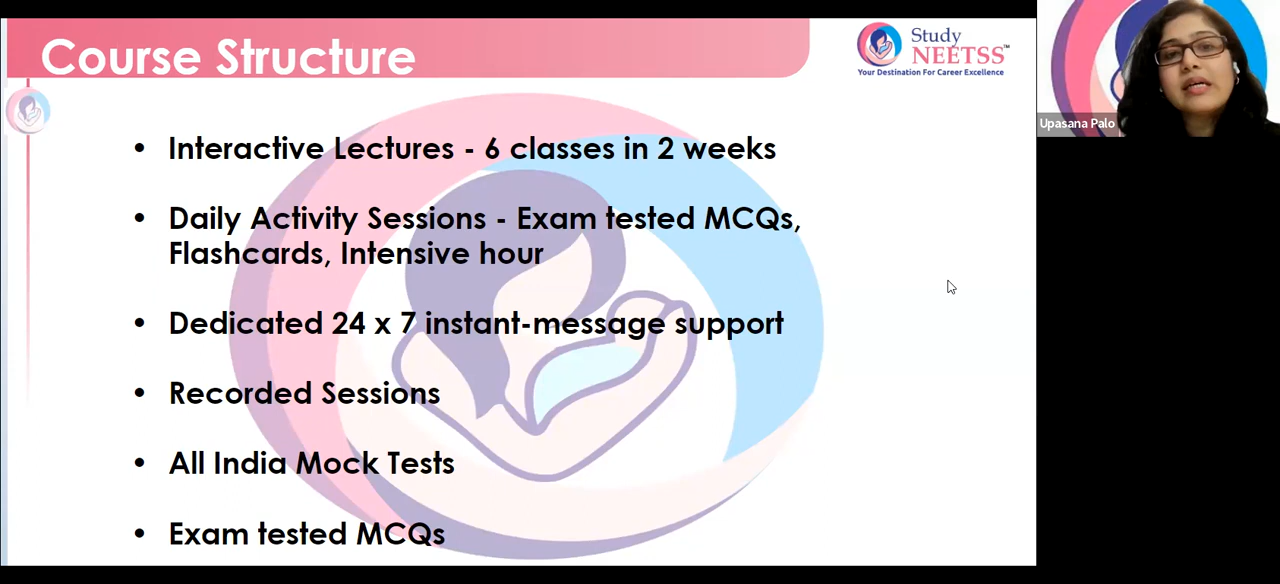 Course Structure
Study
NEETSS™
Your Destination For Career Excellence
Upasana Palo
• Interactive Lectures - 6 classes in 2 weeks
• Daily Activity Sessions - Exam tested MCQs,
Flashcards, Intensive hour
• Dedicated 24 x 7 instant-message support
• Recorded Sessions
• All India Mock Tests
• Exam tested MCQs